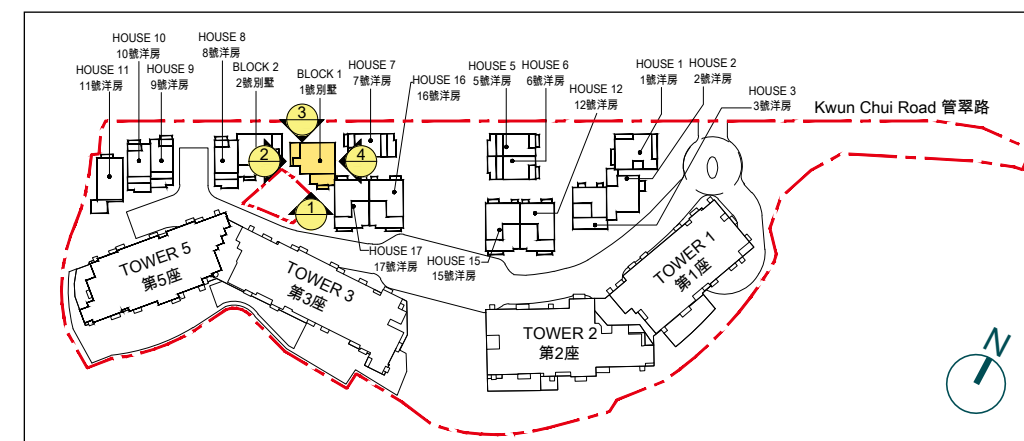 HOUSE 10
10號洋房
HOUSE 8
8號洋房
HOUSE 11
11號洋房
HOUSE 9
9號洋房
BLOCK 2
2號別墅
BLOCK 1
1號別墅
HOUSE 7
7號洋房
HOUSE 16
16號洋房
HOUSE 5
5號洋房
HOUSE 6
6號洋房
HOUSE 12
12號洋房
HOUSE 1
1號洋房
HOUSE 2
2號洋房
HOUSE 3
3號洋房
Kwun Chui Road 管翠路
3
2
4
1
HOUSE 17
17號洋房
HOUSE 15
15號洋房
TOWER 5
第5座
TOWER 3
第3座
TOWER 2
第2座
TOWER 1
第1座
N